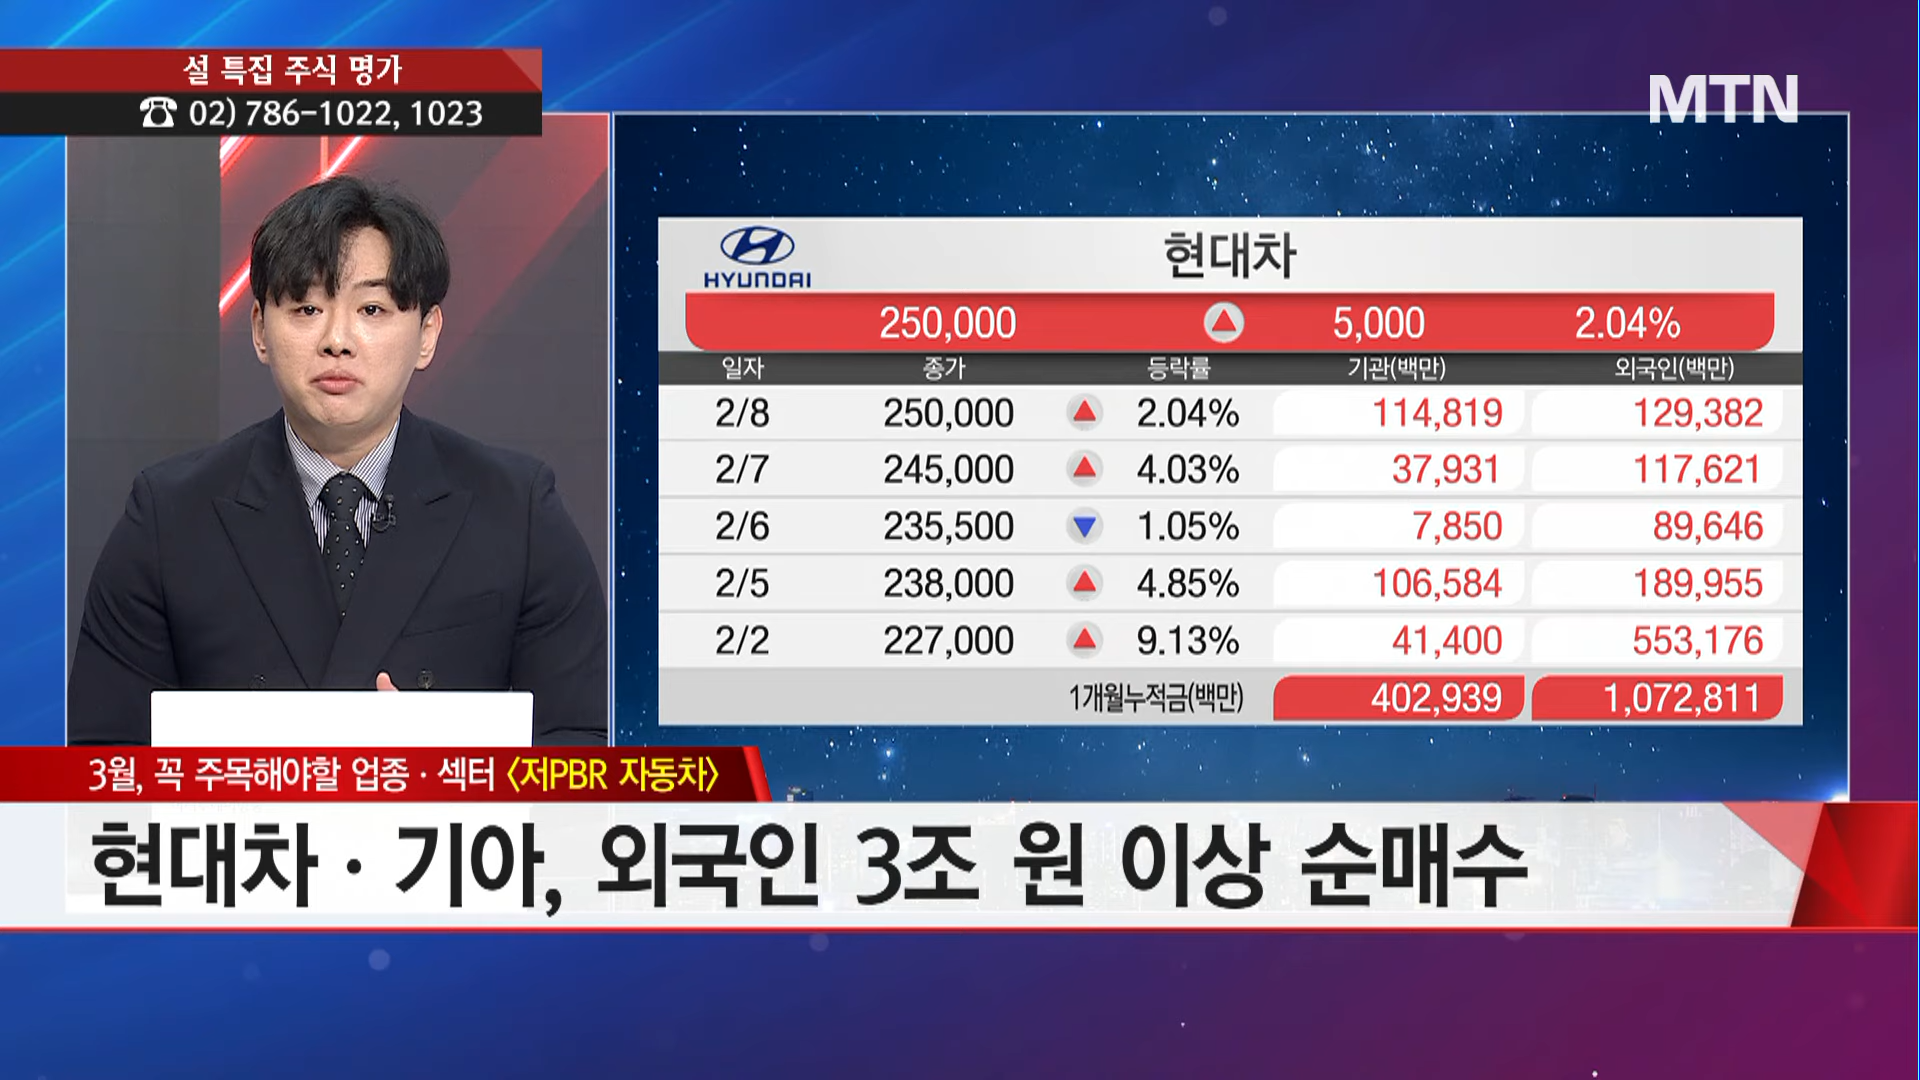 설 특집 주식 명가
☎ 02) 786-1022, 1023
MTN
HYUNDAI
현대차
250,000 ▲ 5,000 2.04%
일자 종가 등락률 기관(백만) 외국인(백만)
2/8 250,000 ▲ 2.04% 114,819 129,382
2/7 245,000 ▲ 4.03% 37,931 117,621
2/6 235,500 ▼ 1.05% 7,850 89,646
2/5 238,000 ▲ 4.85% 106,584 189,955
2/2 227,000 ▲ 9.13% 41,400 553,176
1개월누적금(백만) 402,939 1,072,811
3월, 꼭 주목해야할 업종·섹터 <저PBR 자동차>
현대차·기아, 외국인 3조 원 이상 순매수